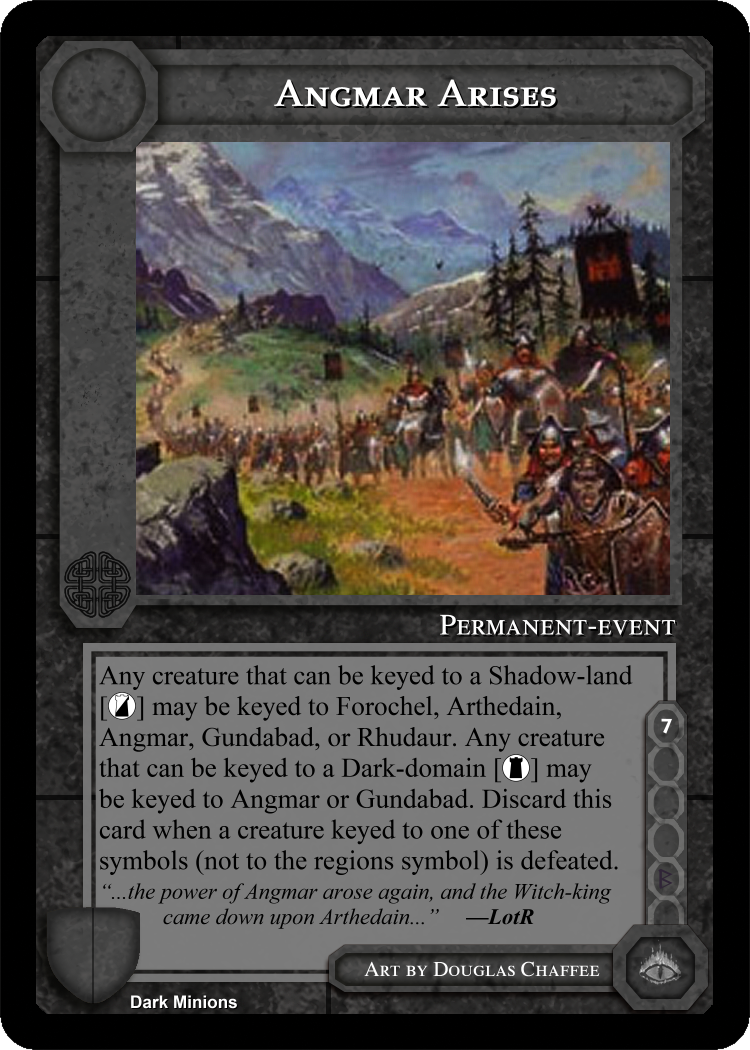 Angmar Arises
Permanent-event
Any creature that can be keyed to a Shadow-land
[] may be keyed to Forochel, Arthedain,
Angmar, Gundabad, or Rhudaur. Any creature
that can be keyed to a Dark-domain [] may
be keyed to Angmar or Gundabad. Discard this
card when a creature keyed to one of these
symbols (not to the regions symbol) is defeated.
“...the power of Angmar arose again, and the Witch-king
came down upon Arthedain...” —LotR
7
B
Art by Douglas Chaffee
Dark Minions